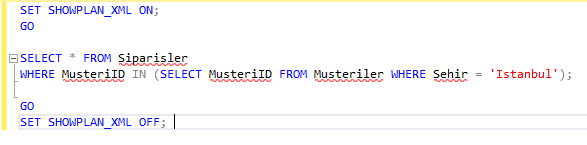 SET SHOWPLAN_XML ON;
GO
SELECT * FROM Siparisler
WHERE MusteriID IN (SELECT MusteriID FROM Musteriler WHERE Sehir = 'Istanbul');
GO
SET SHOWPLAN_XML OFF;